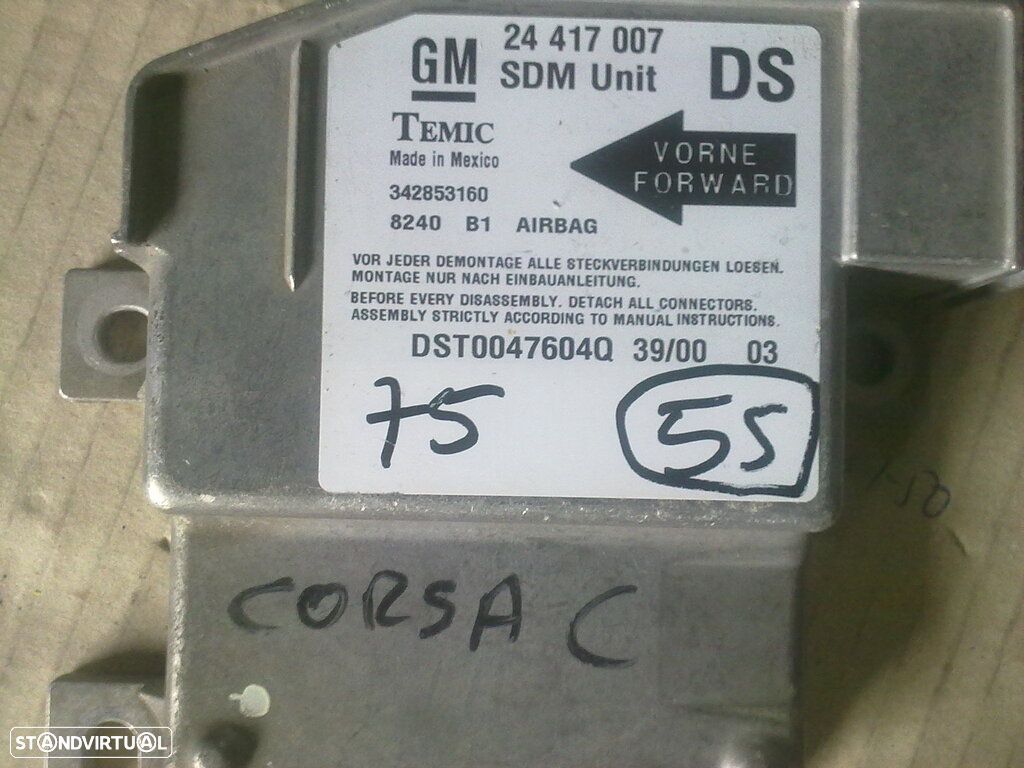 GM
24 417 007
SDM Unit
DS
TEMIC
Made in Mexico
342853160
8240 B1 AIRBAG
VORNE
FORWARD
VOR JEDER DEMONTAGE ALLE STECKVERBINDUNGEN LOESEN.
MONTAGE NUR NACH EINBAUANLEITUNG.
BEFORE EVERY DISASSEMBLY. DETACH ALL CONNECTORS.
ASSEMBLY STRICTLY ACCORDING TO MANUAL INSTRUCTIONS.
DST0047604Q 39/00 03
75
55
CORSA C
STANDVIRTUAL